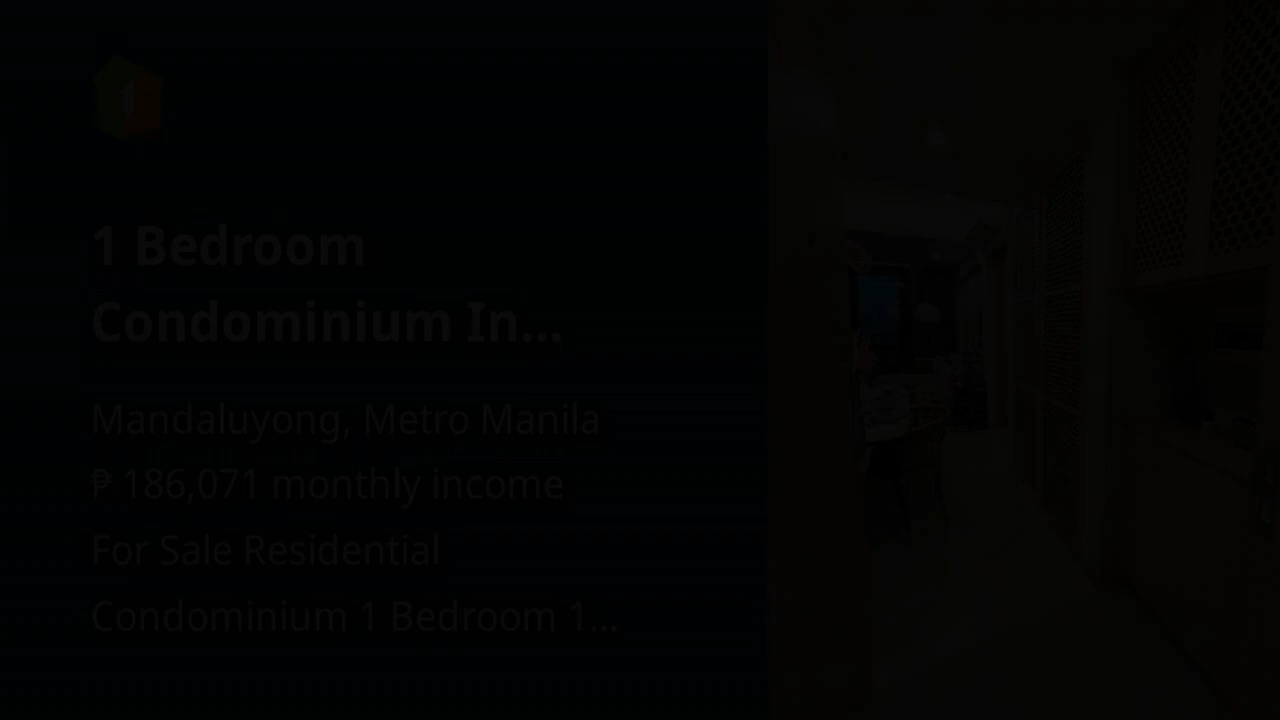 1 Bedroom
Condominium In...
Mandaluyong, Metro Manila
₱ 186,071 monthly income
For Sale Residential
Condominium 1 Bedroom 1...